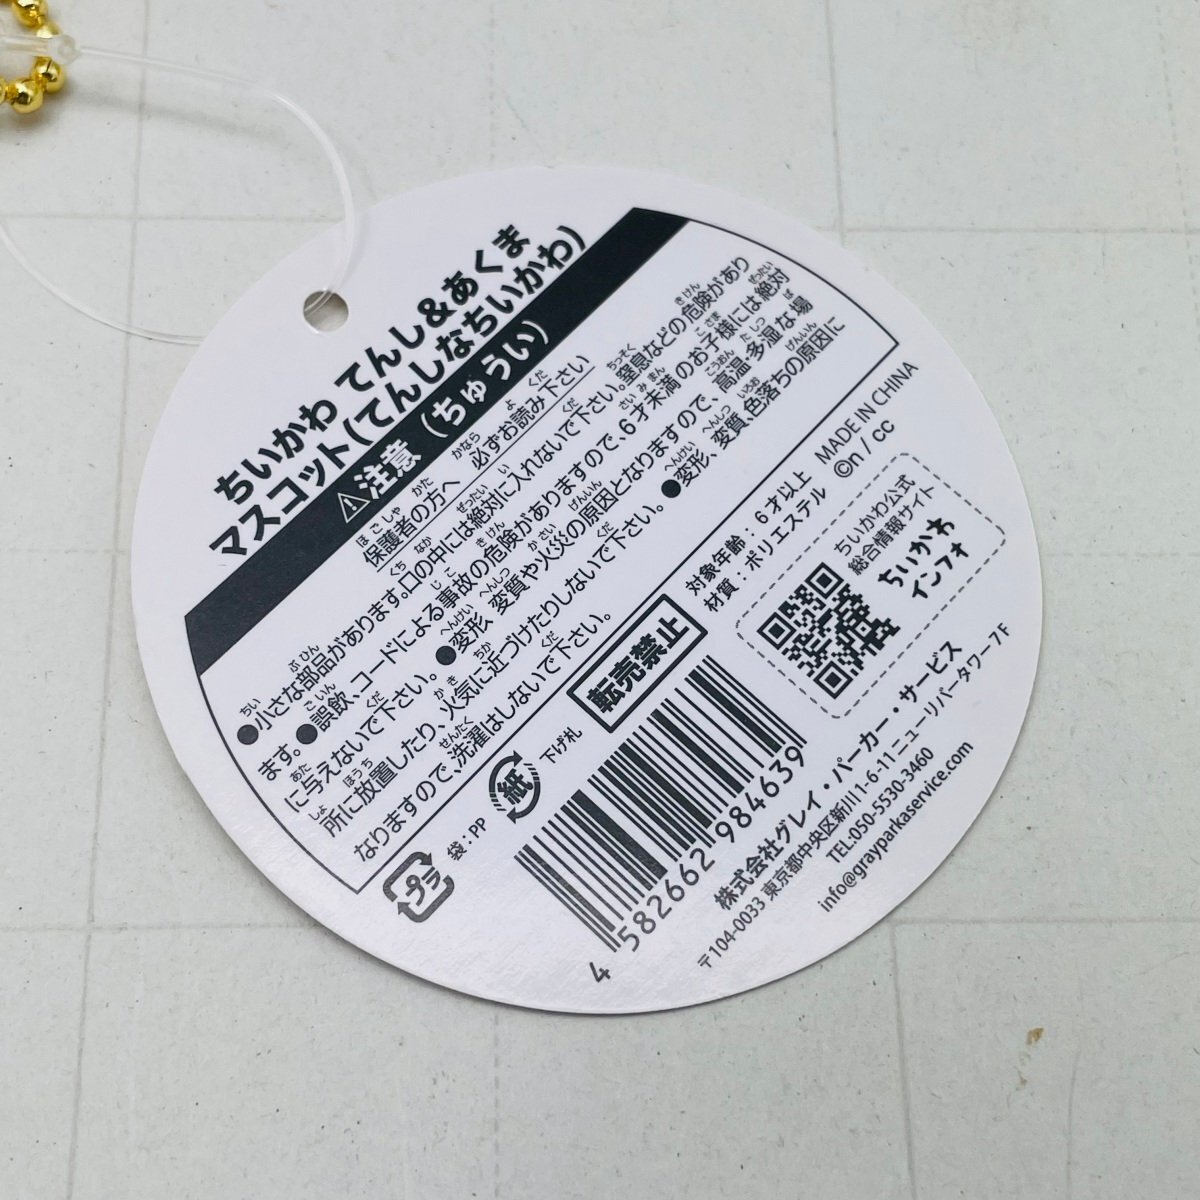 ちいかわ てんし&あくま
マスコット(てんしなちいかわ)
⚠注意(ちゅうい)
保護者の方へ 必ずお読み下さい
●小さな部品があります。口の中には絶対に入れないで下さい。窒息などの危険があり
ます。●誤飲、コードによる事故の危険がありますので、6才未満のお子様には絶対
に与えないで下さい。●変形、変質や火災の原因となりますので、高温・多湿な場
所に放置したり、火気に近づけたりしないで下さい。●変形、変質、色落ちの原因に
なりますので、洗濯はしないで下さい。
対象年齢:6才以上 MADE IN CHINA
材質:ポリエステル ©n / cc
転売禁止
ちいかわ公式
総合情報サイト
ちいかわ
インフォ
プラ
袋:PP
紙
下げ札
4 582662 984639
株式会社グレイ・パーカー・サービス
〒104-0033 東京都中央区新川1-6-11ニューリバータワー7F
TEL:050-5530-3460
info@grayparkaservice.com